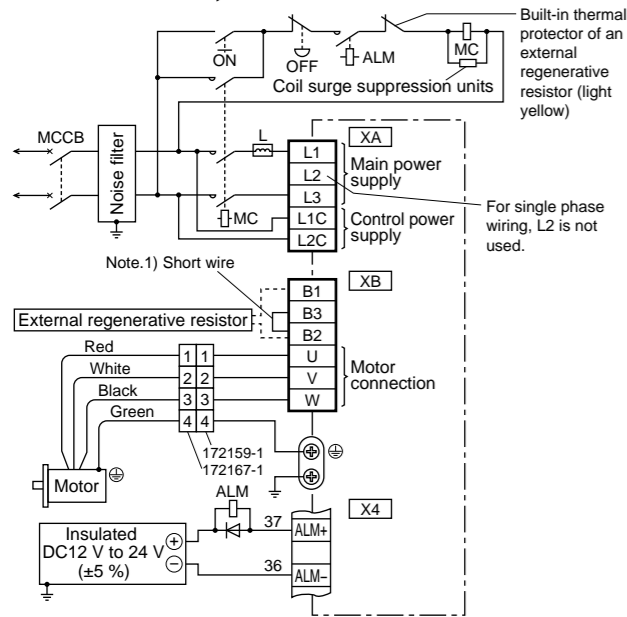 Built-in thermal
protector of an
external
regenerative
resistor (light
yellow)
ON
OFF
ALM
MC
Coil surge suppression units
MCCB
Noise filter
L
XA
L1
L2
L3
L1C
L2C
Main power
supply
Control power
supply
MC
For single phase
wiring, L2 is not
used.
Note.1) Short wire
XB
B1
B3
B2
U
V
W
External regenerative resistor
Motor
connection
Red
White
Black
Green
1 1
2 2
3 3
4 4
172159-1
172167-1
Motor
ALM
X4
Insulated
DC12 V to 24 V
(±5 %)
+
−
37
36
ALM+
ALM−